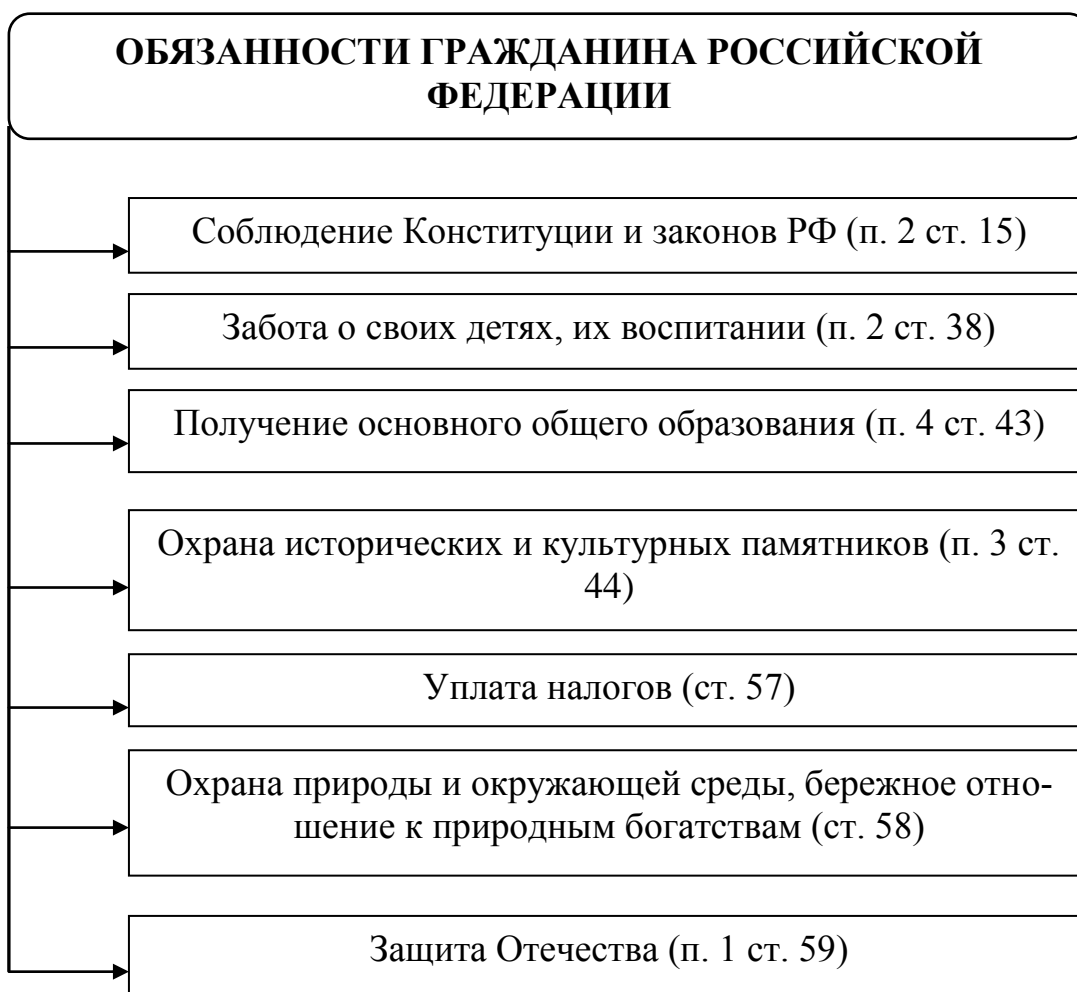 ОБЯЗАННОСТИ ГРАЖДАНИНА РОССИЙСКОЙ
ФЕДЕРАЦИИ
Соблюдение Конституции и законов РФ (п. 2 ст. 15)
Забота о своих детях, их воспитании (п. 2 ст. 38)
Получение основного общего образования (п. 4 ст. 43)
Охрана исторических и культурных памятников (п. 3 ст.
44)
Уплата налогов (ст. 57)
Охрана природы и окружающей среды, бережное отно-
шение к природным богатствам (ст. 58)
Защита Отечества (п. 1 ст. 59)